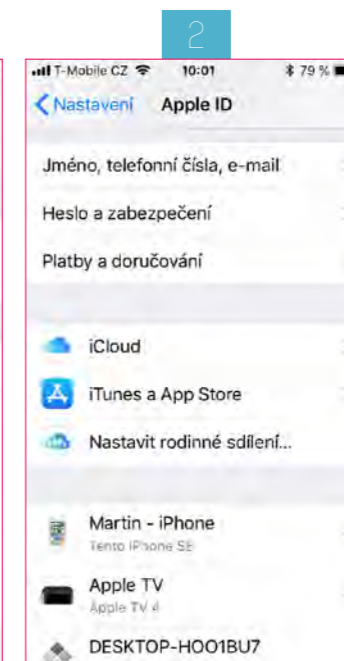 2
T-Mobile CZ 10:01 79 %
Nastavení Apple ID
Jméno, telefonní čísla, e-mail
Heslo a zabezpečení
Platby a doručování
iCloud
iTunes a App Store
Nastavit rodinné sdílení...
Martin - iPhone
Tento iPhone SE
Apple TV
Apple TV 4
DESKTOP-HOO1BU7